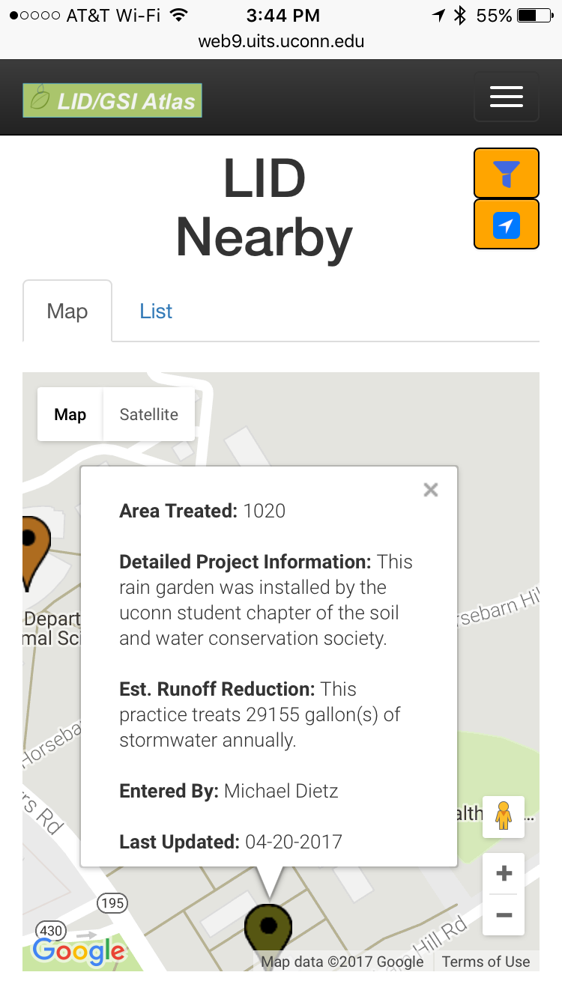 AT&T Wi-Fi 3:44 PM 55%
web9.uits.uconn.edu
LID/GSI Atlas
LID
Nearby
Map List
Map Satellite
Area Treated: 1020
Detailed Project Information: This
rain garden was installed by the
uconn student chapter of the soil
and water conservation society.
Est. Runoff Reduction: This
practice treats 29155 gallon(s) of
stormwater annually.
Entered By: Michael Dietz
Last Updated: 04-20-2017
Depart
mal Sci
rsebarn Hil
Horseba
rs Rd
alth ...
195
430
Hill Rd
Google
Map data ©2017 Google Terms of Use